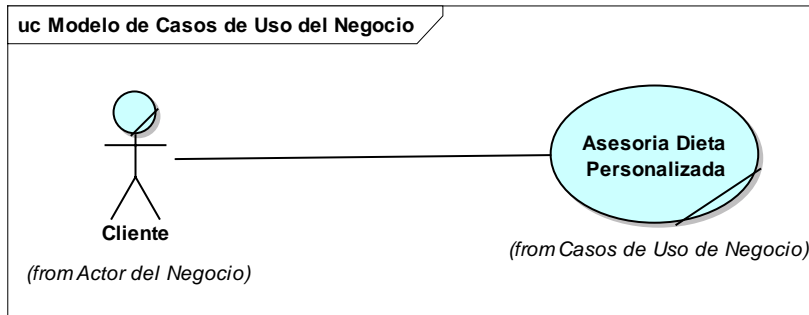 uc Modelo de Casos de Uso del Negocio
Asesoria Dieta
Personalizada
Cliente
(from Casos de Uso de Negocio)
(from Actor del Negocio)